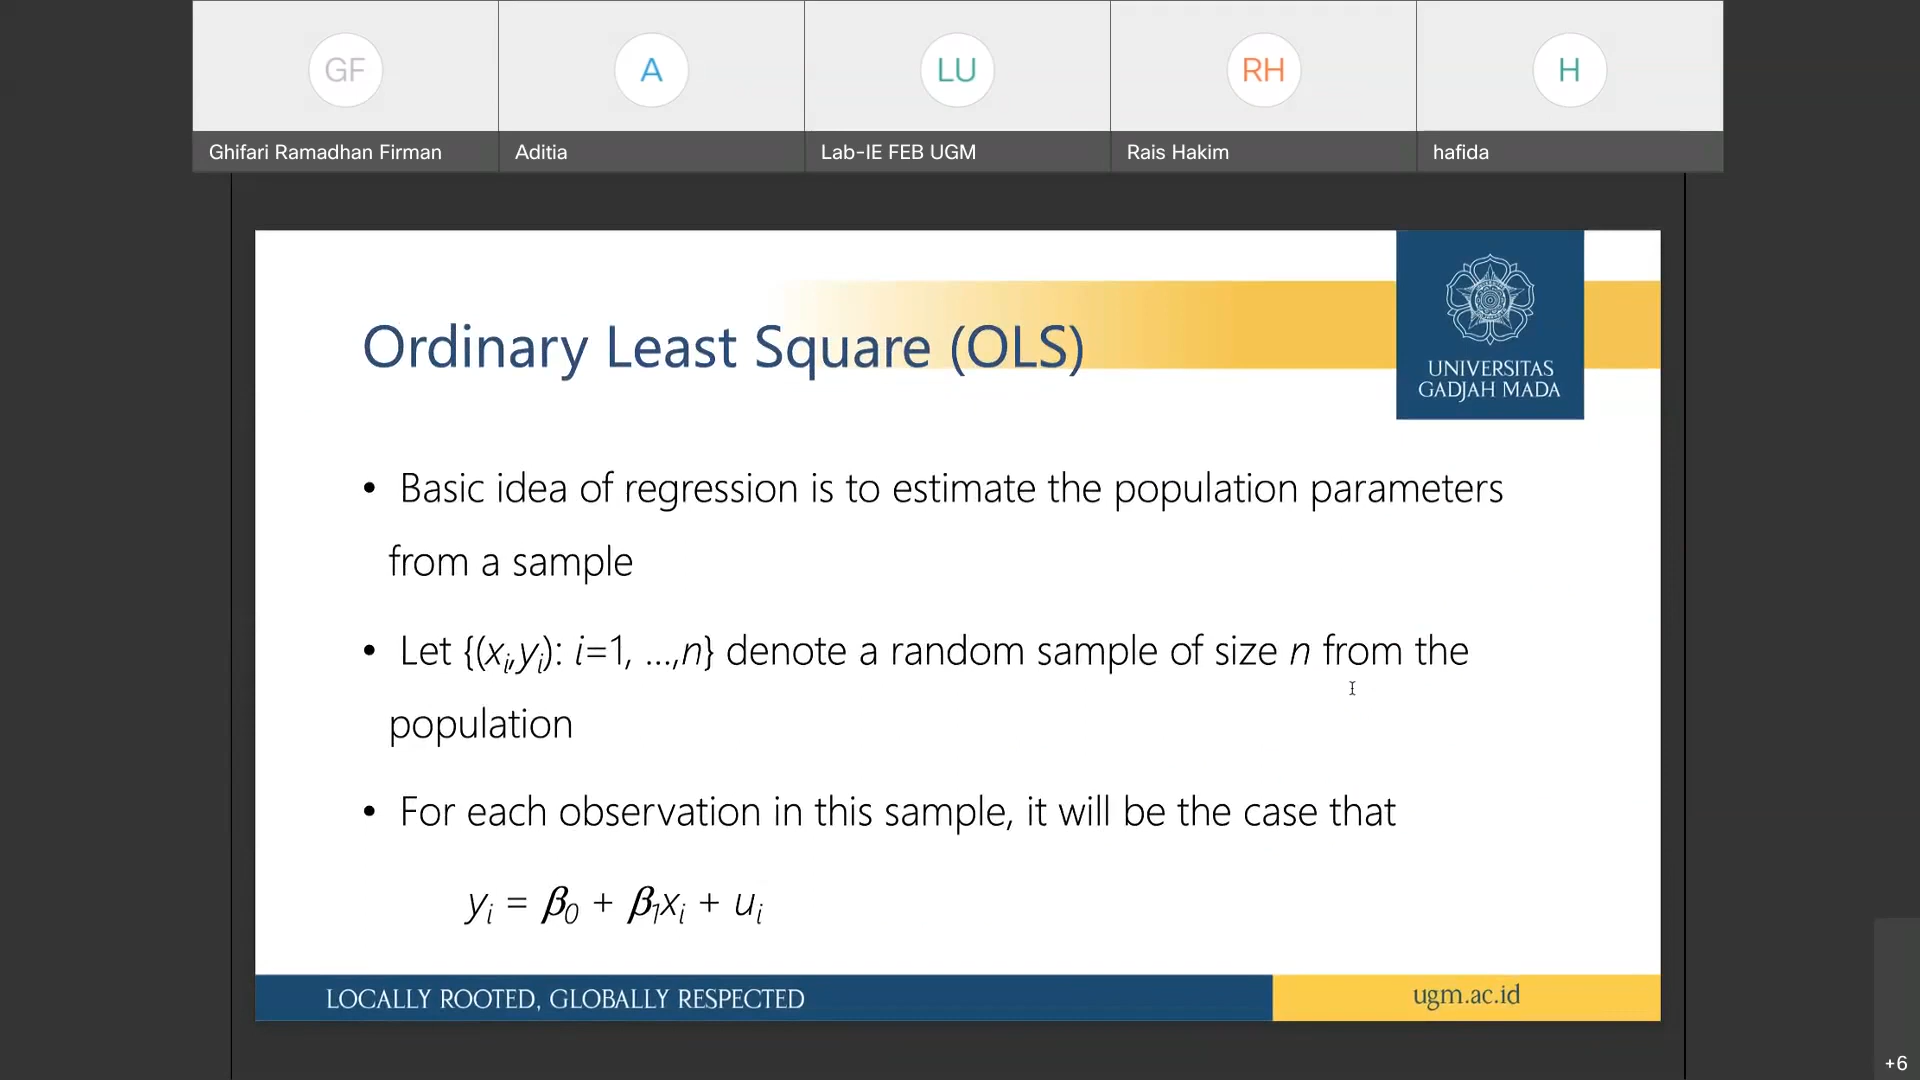 GF A LU RH H
Ghifari Ramadhan Firman Aditia Lab-IE FEB UGM Rais Hakim hafida
Ordinary Least Square (OLS)
UNIVERSITAS
GADJAH MADA
• Basic idea of regression is to estimate the population parameters
from a sample
• Let {(xᵢ,yᵢ): i=1, ...,n} denote a random sample of size n from the
population
• For each observation in this sample, it will be the case that
yᵢ = β₀ + β₁xᵢ + uᵢ
LOCALLY ROOTED, GLOBALLY RESPECTED
ugm.ac.id
+6